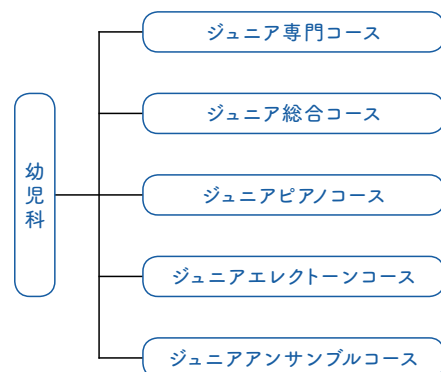 幼児科
ジュニア専門コース
ジュニア総合コース
ジュニアピアノコース
ジュニアエレクトーンコース
ジュニアアンサンブルコース